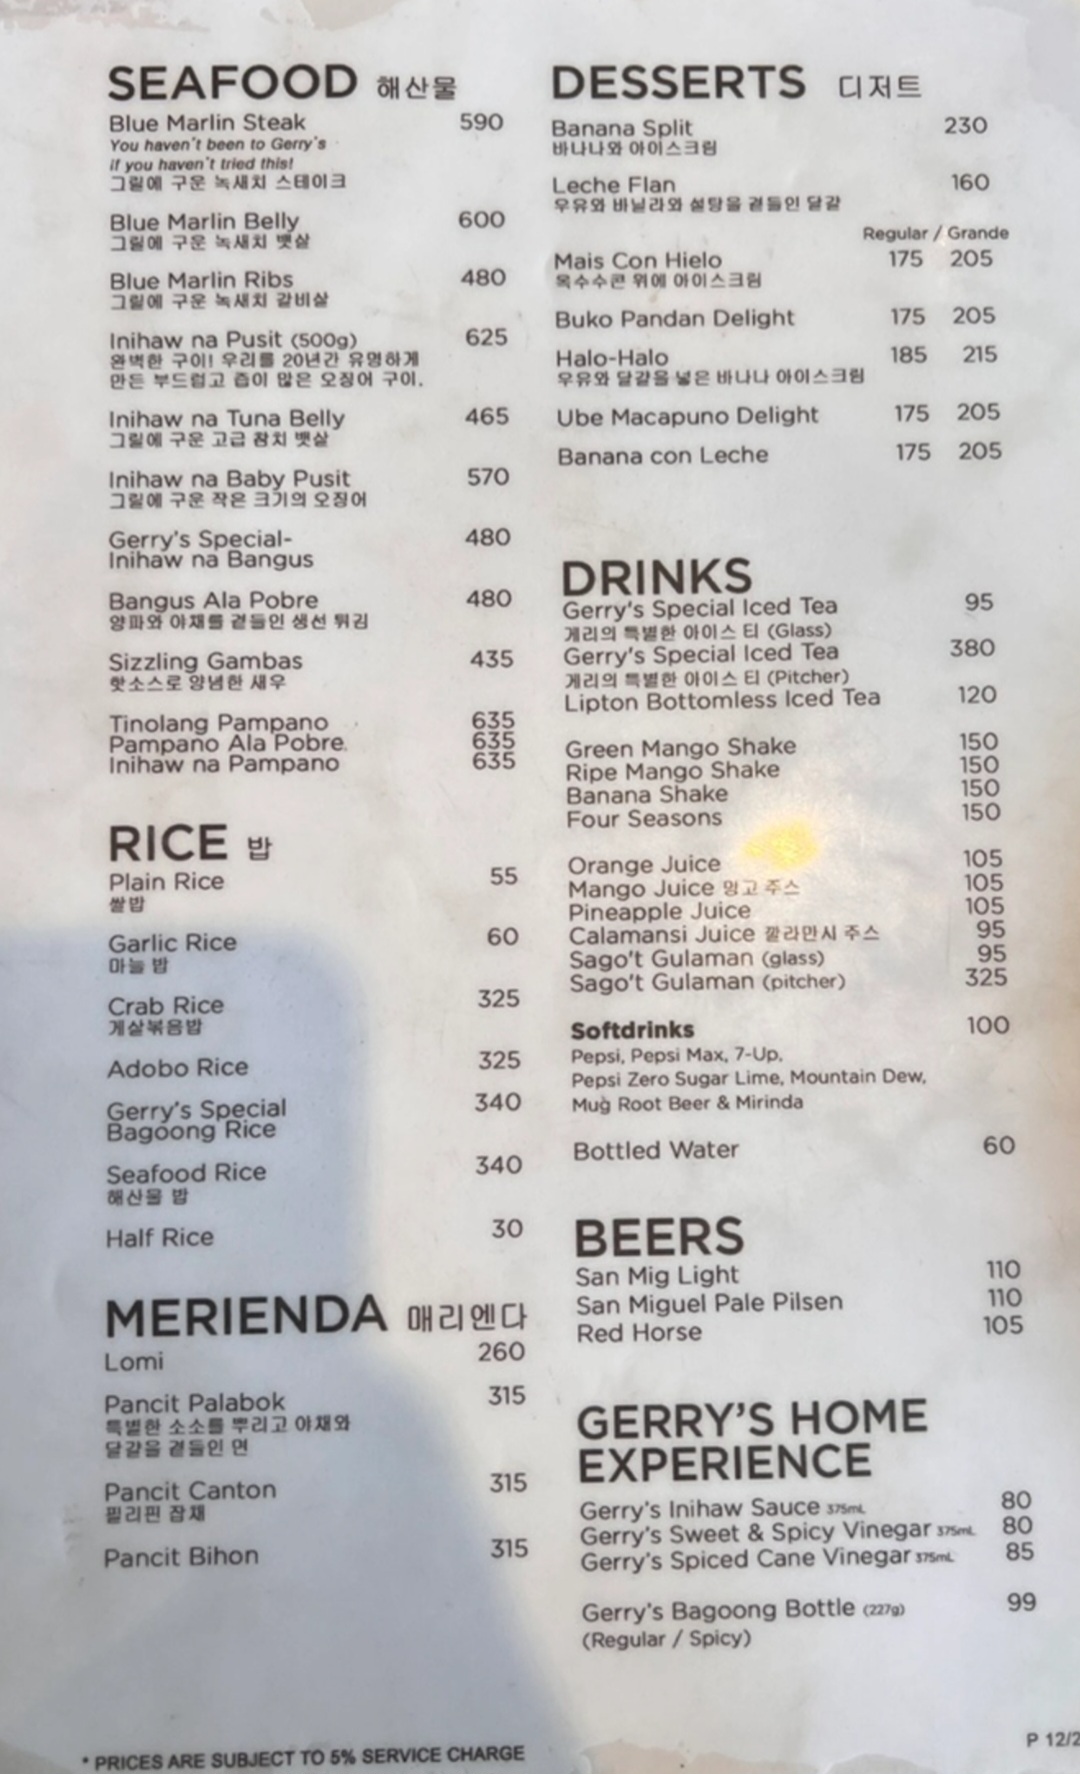 SEAFOOD 해산물
Blue Marlin Steak 590
You haven't been to Gerry's
if you haven't tried this!
그릴에 구운 녹새치 스테이크
Blue Marlin Belly 600
그릴에 구운 녹새치 뱃살
Blue Marlin Ribs 480
그릴에 구운 녹새치 갈비살
Inihaw na Pusit (500g) 625
완벽한 구이! 우리를 20년간 유명하게
만든 부드럽고 즙이 많은 오징어 구이.
Inihaw na Tuna Belly 465
그릴에 구운 고급 참치 뱃살
Inihaw na Baby Pusit 570
그릴에 구운 작은 크기의 오징어
Gerry's Special- 480
Inihaw na Bangus
Bangus Ala Pobre 480
양파와 야채를 곁들인 생선 튀김
Sizzling Gambas 435
핫소스로 양념한 새우
Tinolang Pampano 635
Pampano Ala Pobre 635
Inihaw na Pampano 635
RICE 밥
Plain Rice 55
쌀밥
Garlic Rice 60
마늘 밥
Crab Rice 325
게살볶음밥
Adobo Rice 325
Gerry's Special 340
Bagoong Rice
Seafood Rice 340
해산물 밥
Half Rice 30
MERIENDA 매리엔다
Lomi 260
Pancit Palabok 315
특별한 소소를 뿌리고 야채와
달걀을 곁들인 면
Pancit Canton 315
필리핀 잡채
Pancit Bihon 315
* PRICES ARE SUBJECT TO 5% SERVICE CHARGE
DESSERTS 디저트
Banana Split 230
바나나와 아이스크림
Leche Flan 160
우유와 바닐라와 설탕을 곁들인 달걀
Regular / Grande
Mais Con Hielo 175 205
옥수수콘 위에 아이스크림
Buko Pandan Delight 175 205
Halo-Halo 185 215
우유와 달걀을 넣은 바나나 아이스크림
Ube Macapuno Delight 175 205
Banana con Leche 175 205
DRINKS
Gerry's Special Iced Tea 95
게리의 특별한 아이스 티 (Glass)
Gerry's Special Iced Tea 380
게리의 특별한 아이스 티 (Pitcher)
Lipton Bottomless Iced Tea 120
Green Mango Shake 150
Ripe Mango Shake 150
Banana Shake 150
Four Seasons 150
Orange Juice 105
Mango Juice 망고 주스 105
Pineapple Juice 105
Calamansi Juice 깔라만시 주스 95
Sago't Gulaman (glass) 95
Sago't Gulaman (pitcher) 325
Softdrinks 100
Pepsi, Pepsi Max, 7-Up,
Pepsi Zero Sugar Lime, Mountain Dew,
Mug Root Beer & Mirinda
Bottled Water 60
BEERS
San Mig Light 110
San Miguel Pale Pilsen 110
Red Horse 105
GERRY'S HOME
EXPERIENCE
Gerry's Inihaw Sauce 375mL 80
Gerry's Sweet & Spicy Vinegar 375mL 80
Gerry's Spiced Cane Vinegar 375mL 85
Gerry's Bagoong Bottle (227g) 99
(Regular / Spicy)
P 12/2